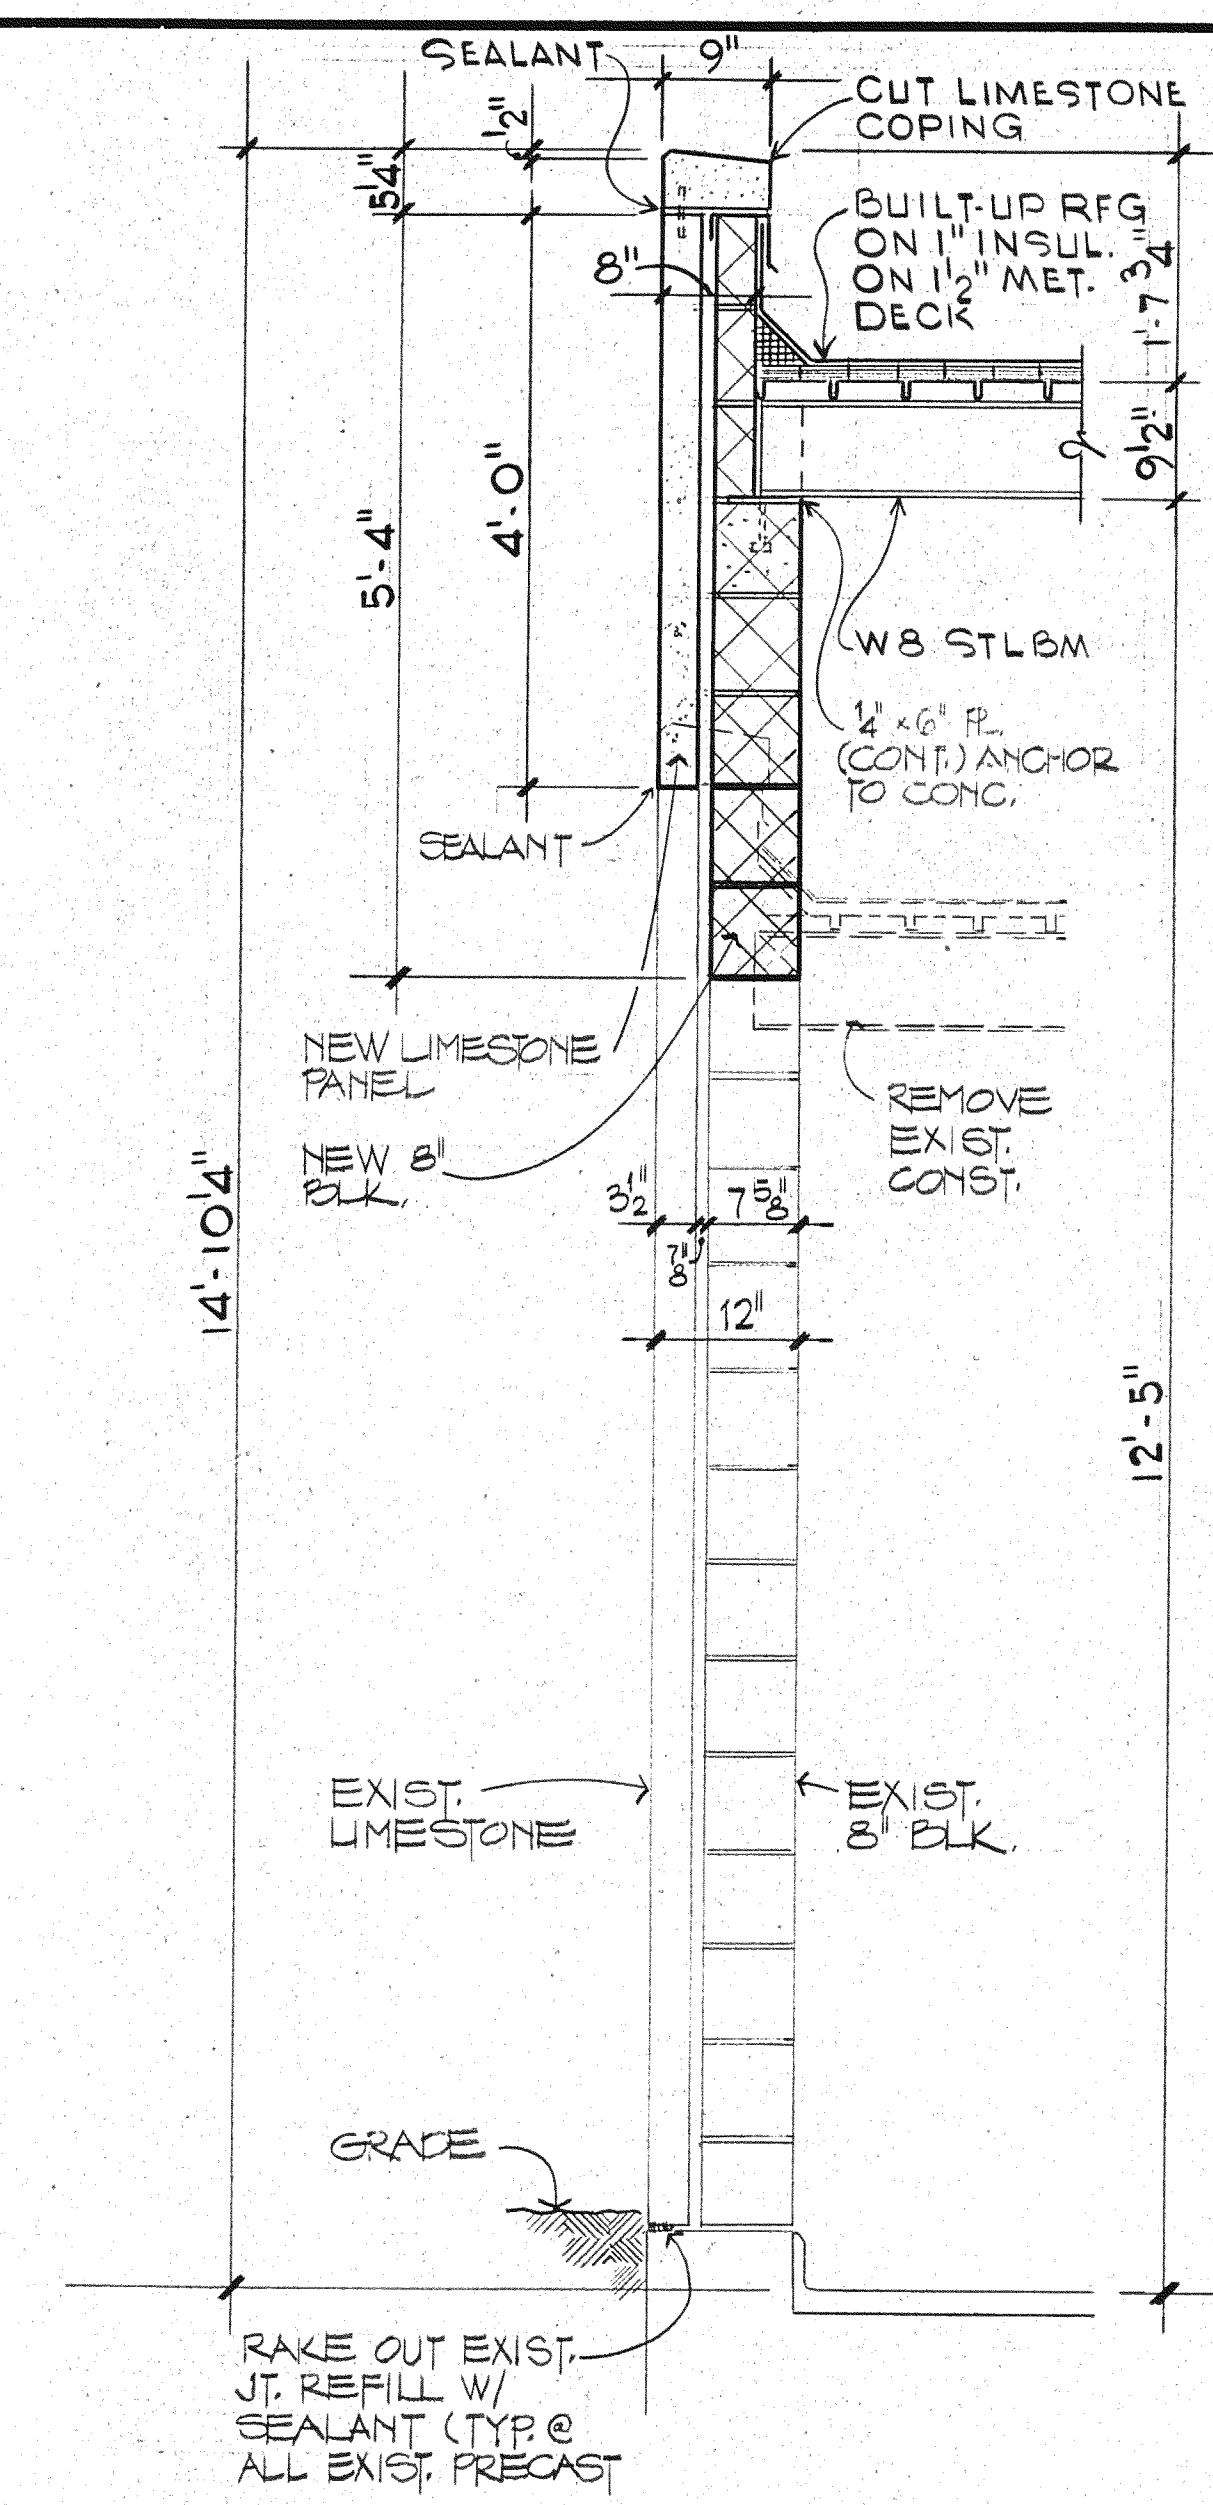 SEALANT
9"
CUT LIMESTONE
COPING
1/2"
5 1/4"
BUILT-UP RFG
ON 1" INSUL.
ON 1 1/2" MET.
DECK
8"
1'-7 3/4"
9 1/2"
4'-0"
5'-4"
W8 STL BM
1/4" x 6" PL.
(CONT.) ANCHOR
TO CONC.
SEALANT
NEW LIMESTONE
PANEL
REMOVE
EXIST.
CONST.
NEW 8"
BLK.
3 1/2"
7 5/8"
7/8"
12"
14'-10 1/4"
12'-5"
EXIST.
LIMESTONE
EXIST.
8" BLK.
GRADE
RAKE OUT EXIST.
JT. REFILL W/
SEALANT (TYP. @
ALL EXIST. PRECAST